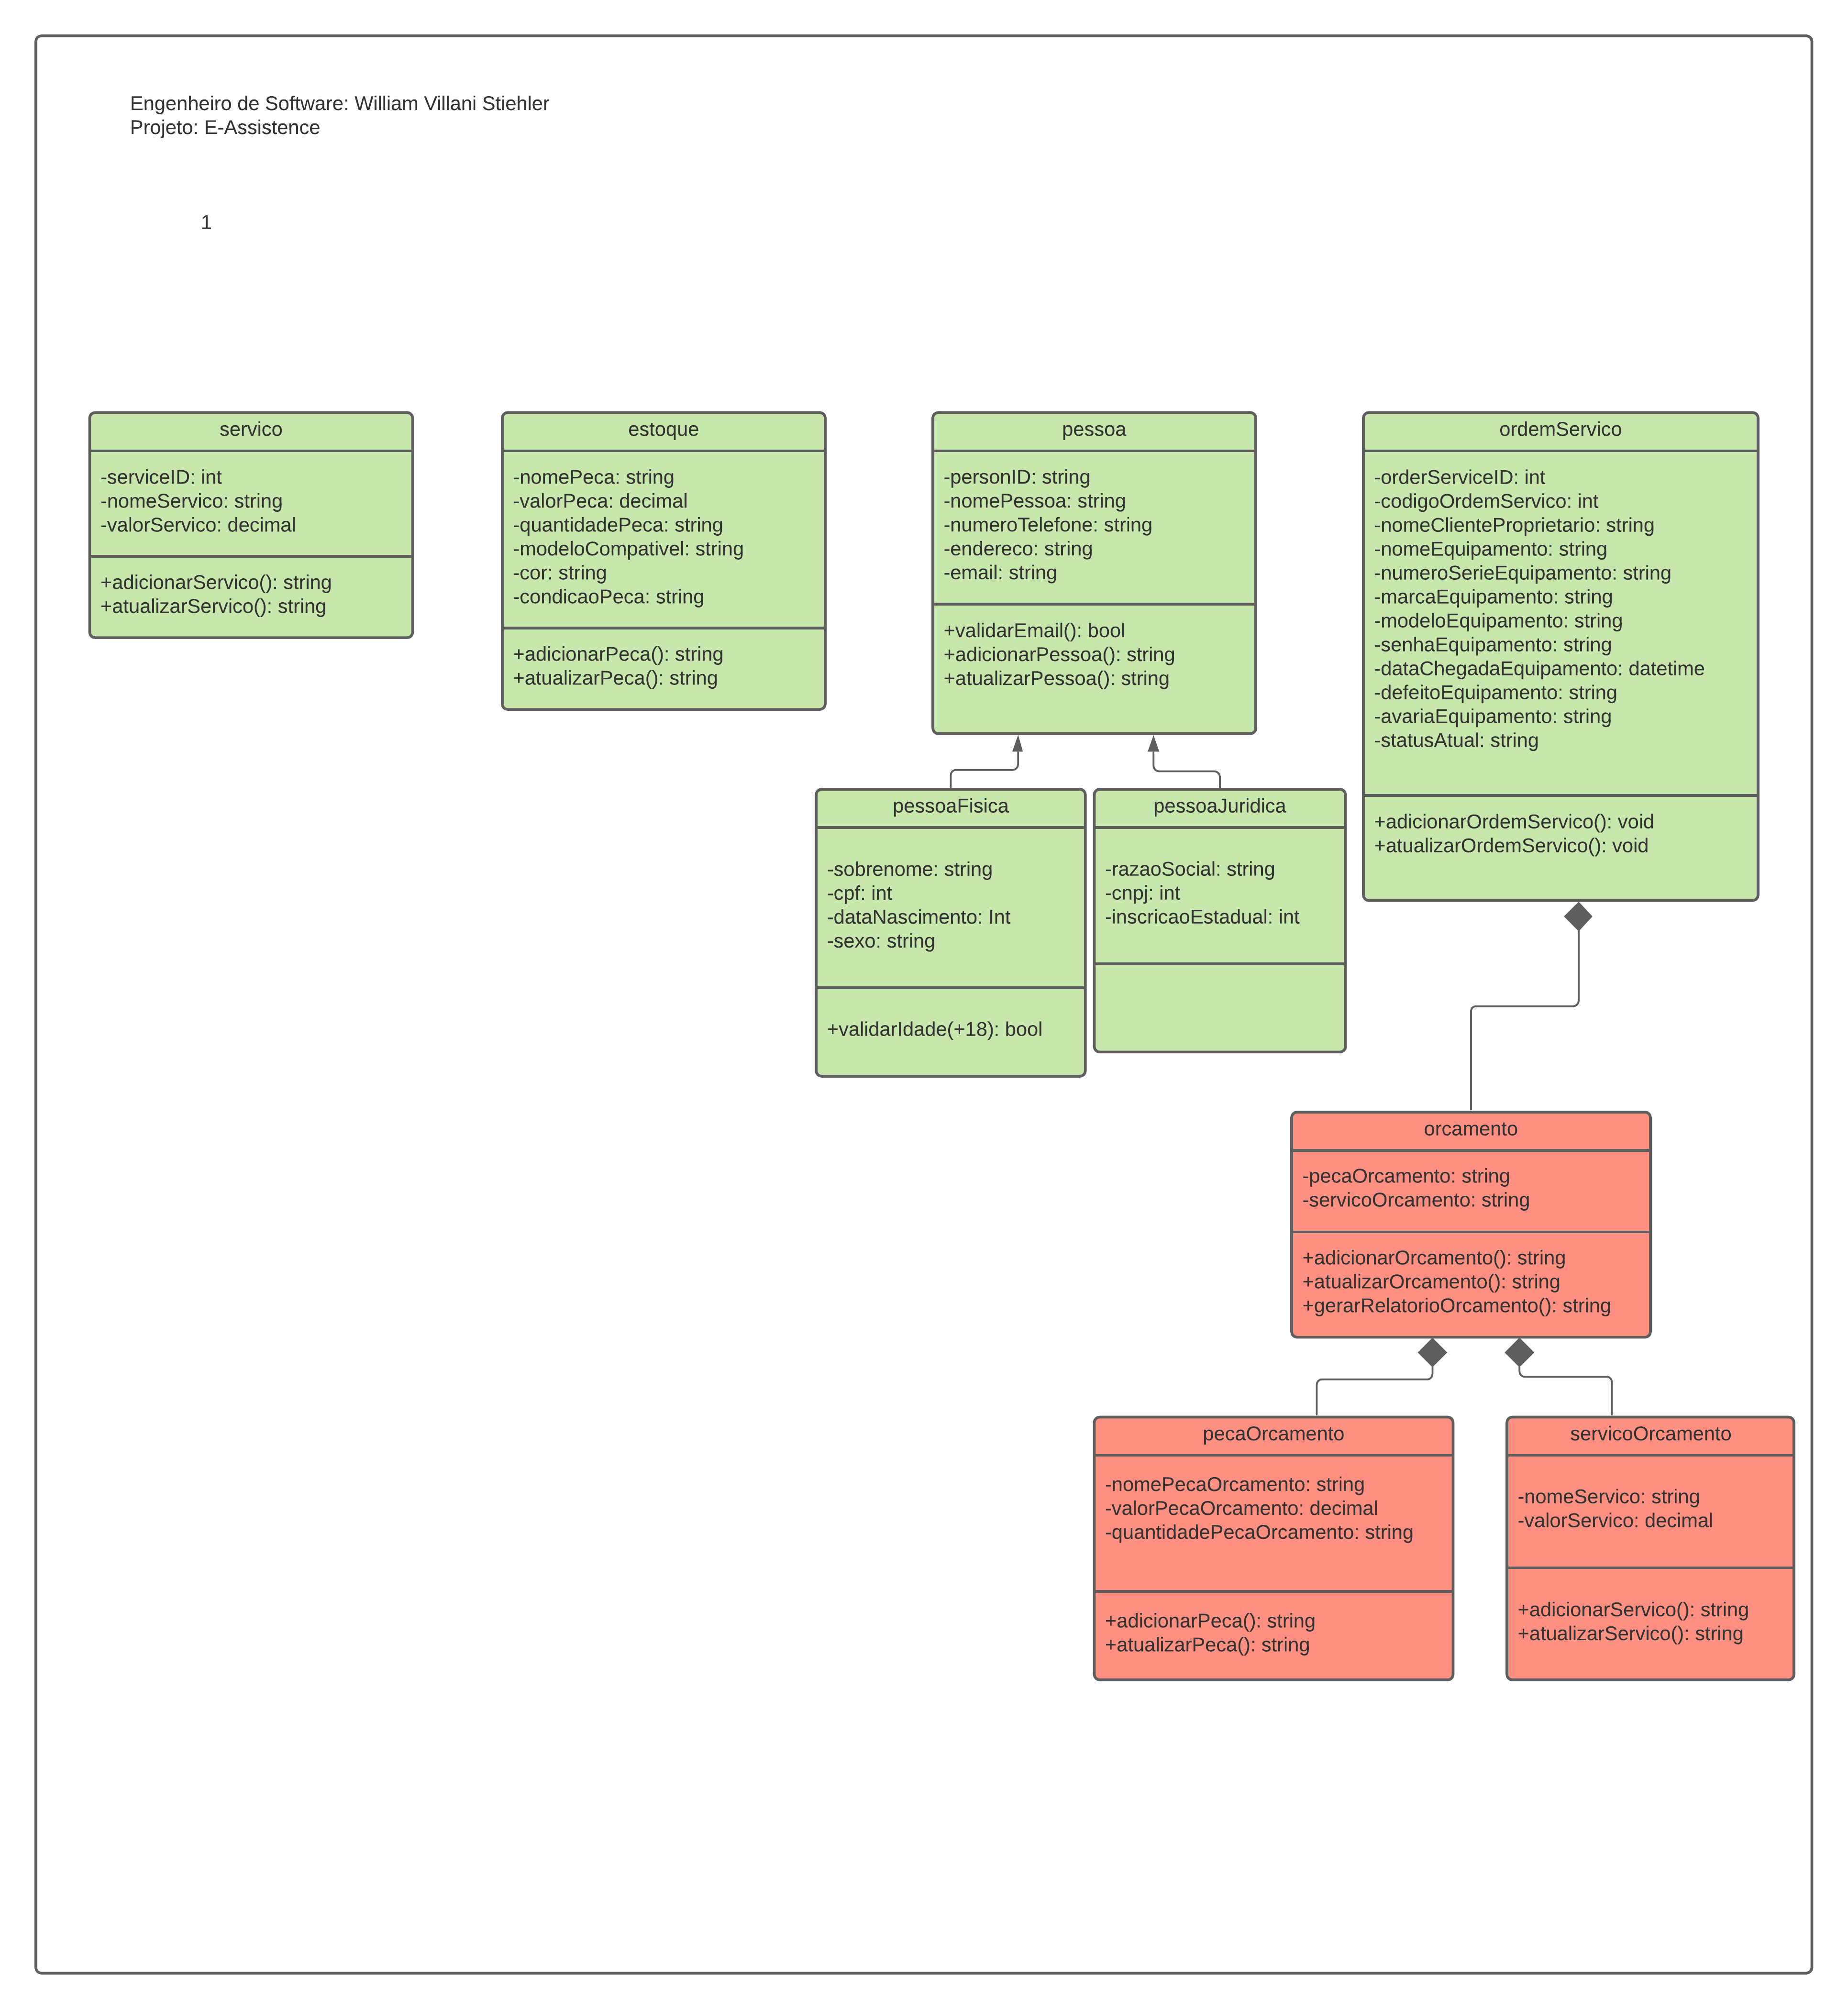 Engenheiro de Software: William Villani Stiehler
Projeto: E-Assistence
1
servico
-serviceID: int
-nomeServico: string
-valorServico: decimal
+adicionarServico(): string
+atualizarServico(): string
estoque
-nomePeca: string
-valorPeca: decimal
-quantidadePeca: string
-modeloCompativel: string
-cor: string
-condicaoPeca: string
+adicionarPeca(): string
+atualizarPeca(): string
pessoa
-personID: string
-nomePessoa: string
-numeroTelefone: string
-endereco: string
-email: string
+validarEmail(): bool
+adicionarPessoa(): string
+atualizarPessoa(): string
ordemServico
-orderServiceID: int
-codigoOrdemServico: int
-nomeClienteProprietario: string
-nomeEquipamento: string
-numeroSerieEquipamento: string
-marcaEquipamento: string
-modeloEquipamento: string
-senhaEquipamento: string
-dataChegadaEquipamento: datetime
-defeitoEquipamento: string
-avariaEquipamento: string
-statusAtual: string
+adicionarOrdemServico(): void
+atualizarOrdemServico(): void
pessoaFisica
-sobrenome: string
-cpf: int
-dataNascimento: Int
-sexo: string
+validarIdade(+18): bool
pessoaJuridica
-razaoSocial: string
-cnpj: int
-inscricaoEstadual: int
orcamento
-pecaOrcamento: string
-servicoOrcamento: string
+adicionarOrcamento(): string
+atualizarOrcamento(): string
+gerarRelatorioOrcamento(): string
pecaOrcamento
-nomePecaOrcamento: string
-valorPecaOrcamento: decimal
-quantidadePecaOrcamento: string
+adicionarPeca(): string
+atualizarPeca(): string
servicoOrcamento
-nomeServico: string
-valorServico: decimal
+adicionarServico(): string
+atualizarServico(): string